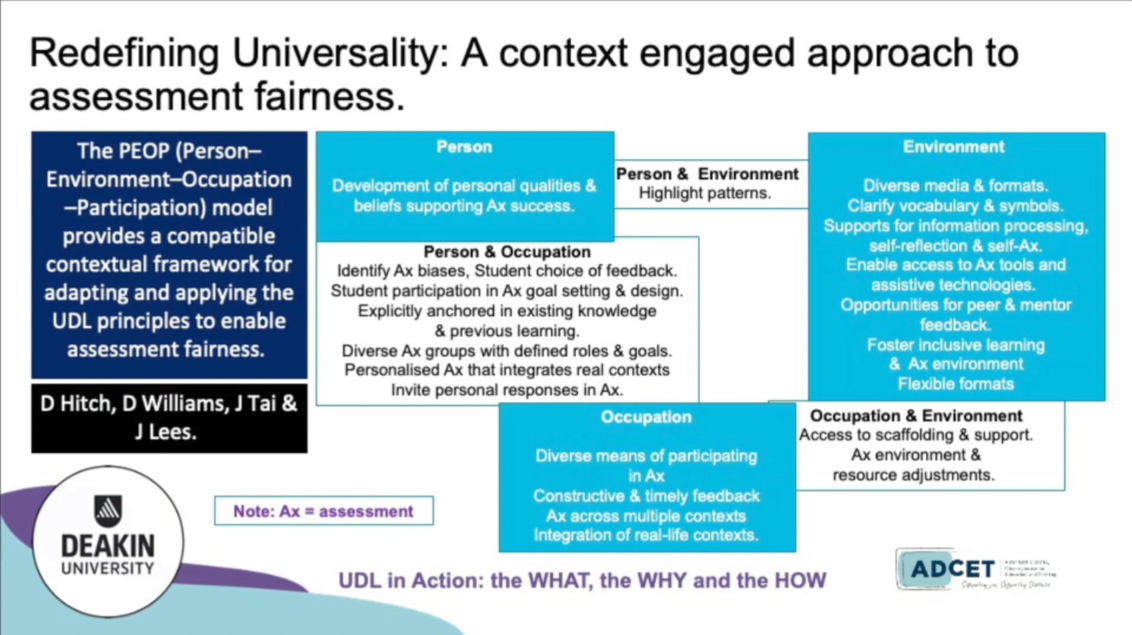 Redefining Universality: A context engaged approach to
assessment fairness.
The PEOP (Person–
Environment–Occupation
–Participation) model
provides a compatible
contextual framework for
adapting and applying the
UDL principles to enable
assessment fairness.
D Hitch, D Williams, J Tai &
J Lees.
Person
Development of personal qualities &
beliefs supporting Ax success.
Person & Environment
Highlight patterns.
Environment
Diverse media & formats.
Clarify vocabulary & symbols.
Supports for information processing,
self-reflection & self-Ax.
Enable access to Ax tools and
assistive technologies.
Opportunities for peer & mentor
feedback.
Foster inclusive learning
& Ax environment
Flexible formats
Person & Occupation
Identify Ax biases, Student choice of feedback.
Student participation in Ax goal setting & design.
Explicitly anchored in existing knowledge
& previous learning.
Diverse Ax groups with defined roles & goals.
Personalised Ax that integrates real contexts
Invite personal responses in Ax.
Occupation
Diverse means of participating
in Ax
Constructive & timely feedback
Ax across multiple contexts
Integration of real-life contexts.
Occupation & Environment
Access to scaffolding & support.
Ax environment &
resource adjustments.
Note: Ax = assessment
DEAKIN
UNIVERSITY
UDL in Action: the WHAT, the WHY and the HOW
ADCET